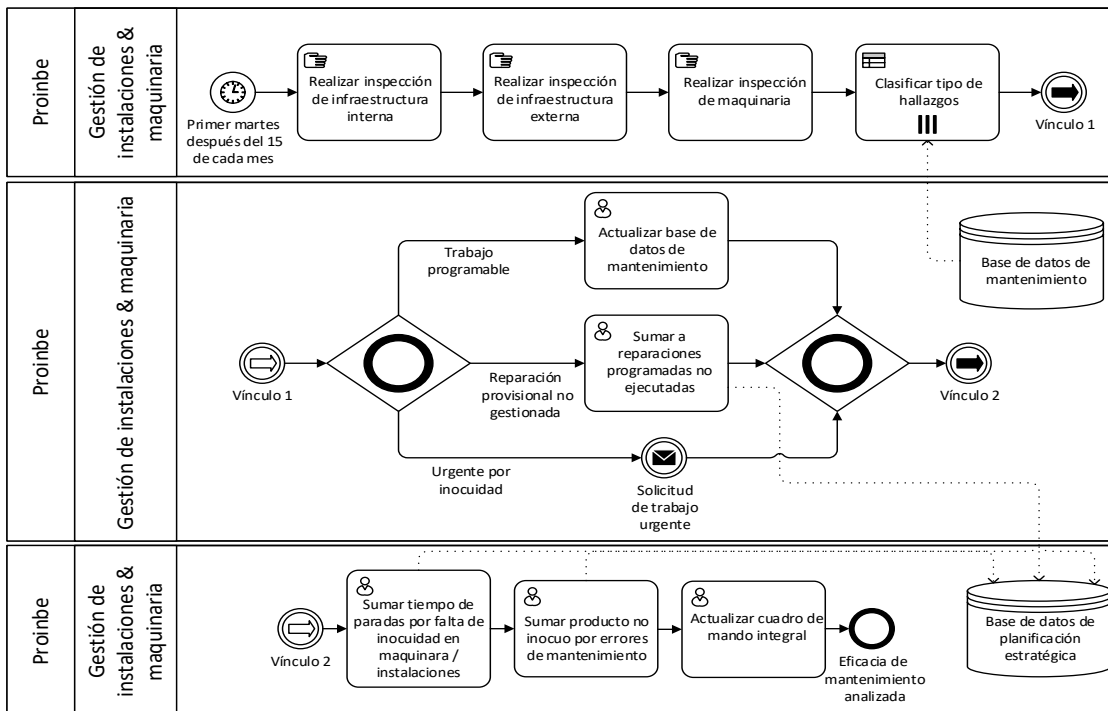 Proinbe
Gestión de
instalaciones &
maquinaria
Primer martes
después del 15
de cada mes
Realizar inspección
de infraestructura
interna
Realizar inspección
de infraestructura
externa
Realizar inspección
de maquinaria
Clasificar tipo de
hallazgos
Vínculo 1
Proinbe
Gestión de instalaciones & maquinaria
Vínculo 1
Trabajo
programable
Actualizar base de
datos de
mantenimiento
Reparación
provisional no
gestionada
Sumar a
reparaciones
programadas no
ejecutadas
Urgente por
inocuidad
Solicitud
de trabajo
urgente
Vínculo 2
Base de datos de
mantenimiento
Proinbe
Gestión de
instalaciones &
maquinaria
Vínculo 2
Sumar tiempo de
paradas por falta de
inocuidad en
maquinara /
instalaciones
Sumar producto no
inocuo por errores
de mantenimiento
Actualizar cuadro de
mando integral
Eficacia de
mantenimiento
analizada
Base de datos de
planificación
estratégica